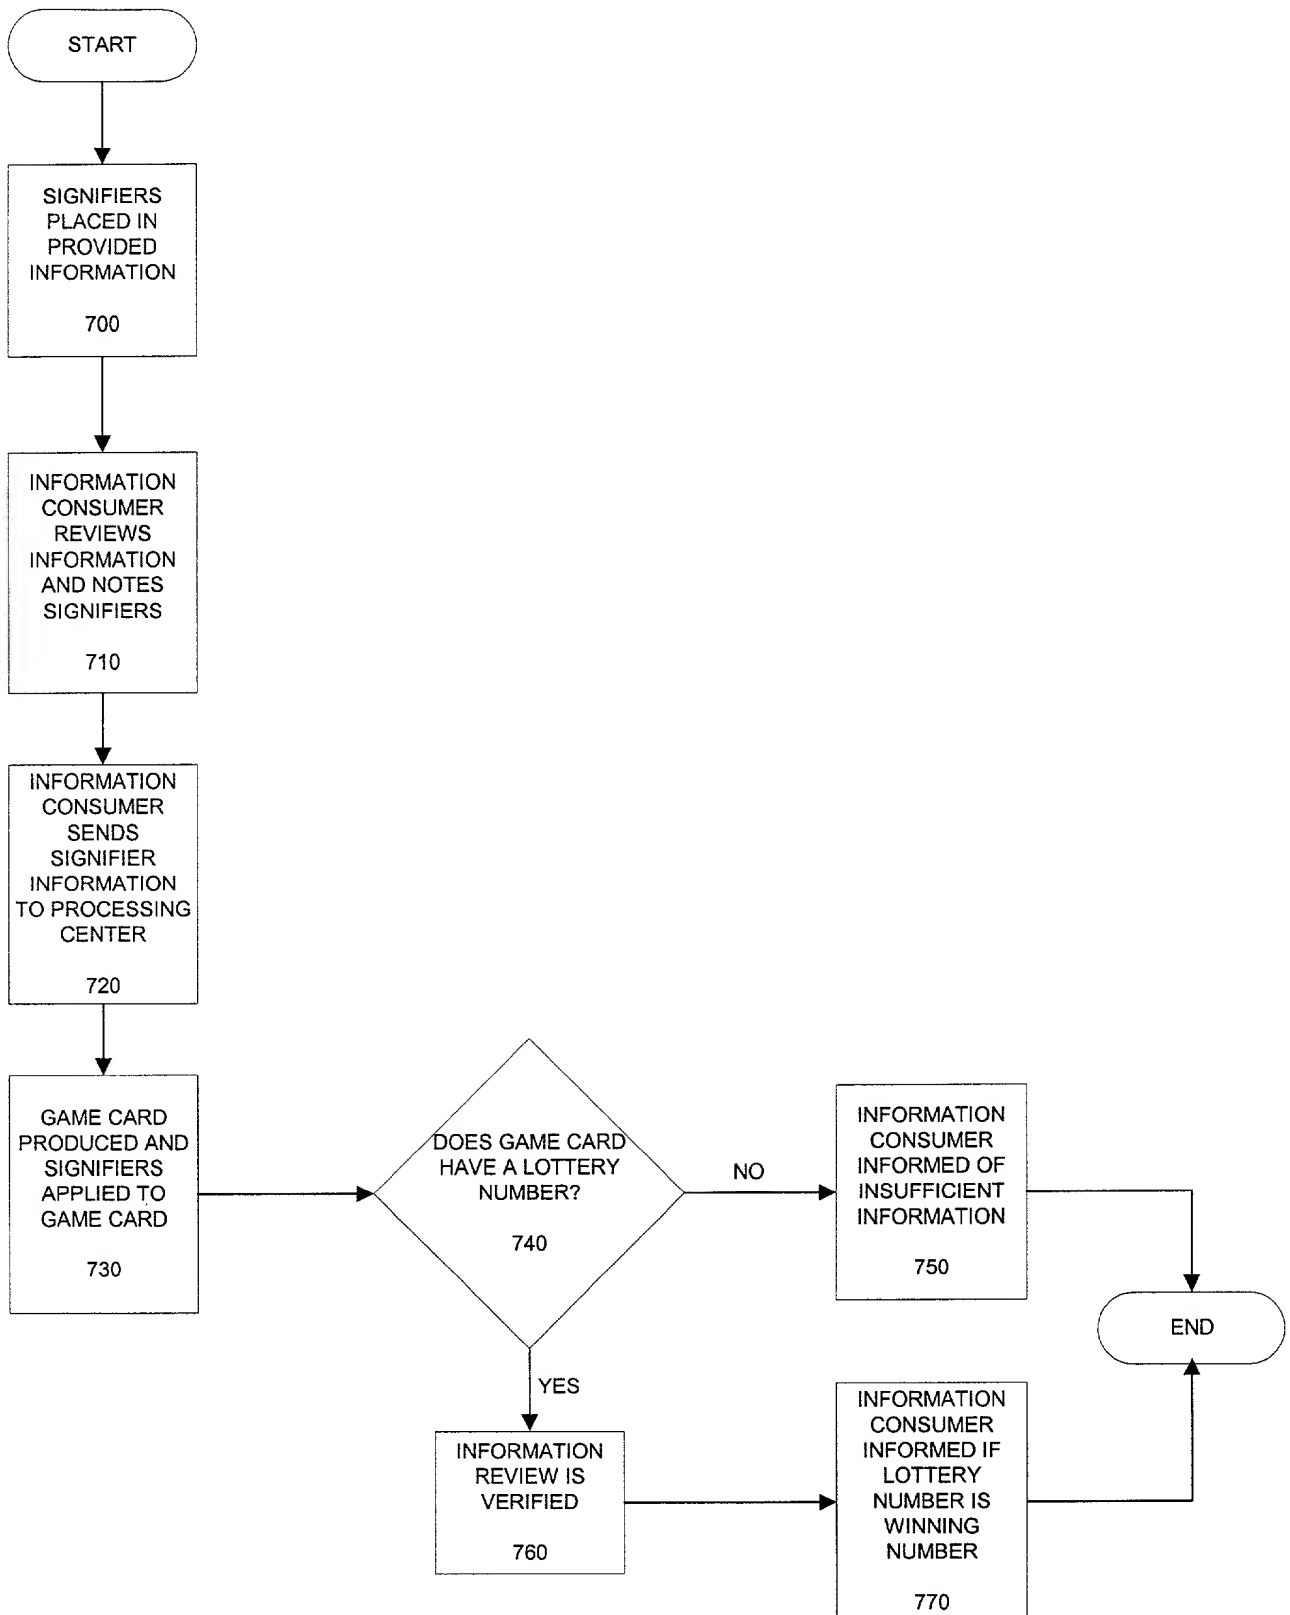 START
SIGNIFIERS
PLACED IN
PROVIDED
INFORMATION
700
INFORMATION
CONSUMER
REVIEWS
INFORMATION
AND NOTES
SIGNIFIERS
710
INFORMATION
CONSUMER
SENDS
SIGNIFIER
INFORMATION
TO PROCESSING
CENTER
720
GAME CARD
PRODUCED AND
SIGNIFIERS
APPLIED TO
GAME CARD
730
DOES GAME CARD
HAVE A LOTTERY
NUMBER?
740
NO
INFORMATION
CONSUMER
INFORMED OF
INSUFFICIENT
INFORMATION
750
YES
INFORMATION
REVIEW IS
VERIFIED
760
INFORMATION
CONSUMER
INFORMED IF
LOTTERY
NUMBER IS
WINNING
NUMBER
770
END